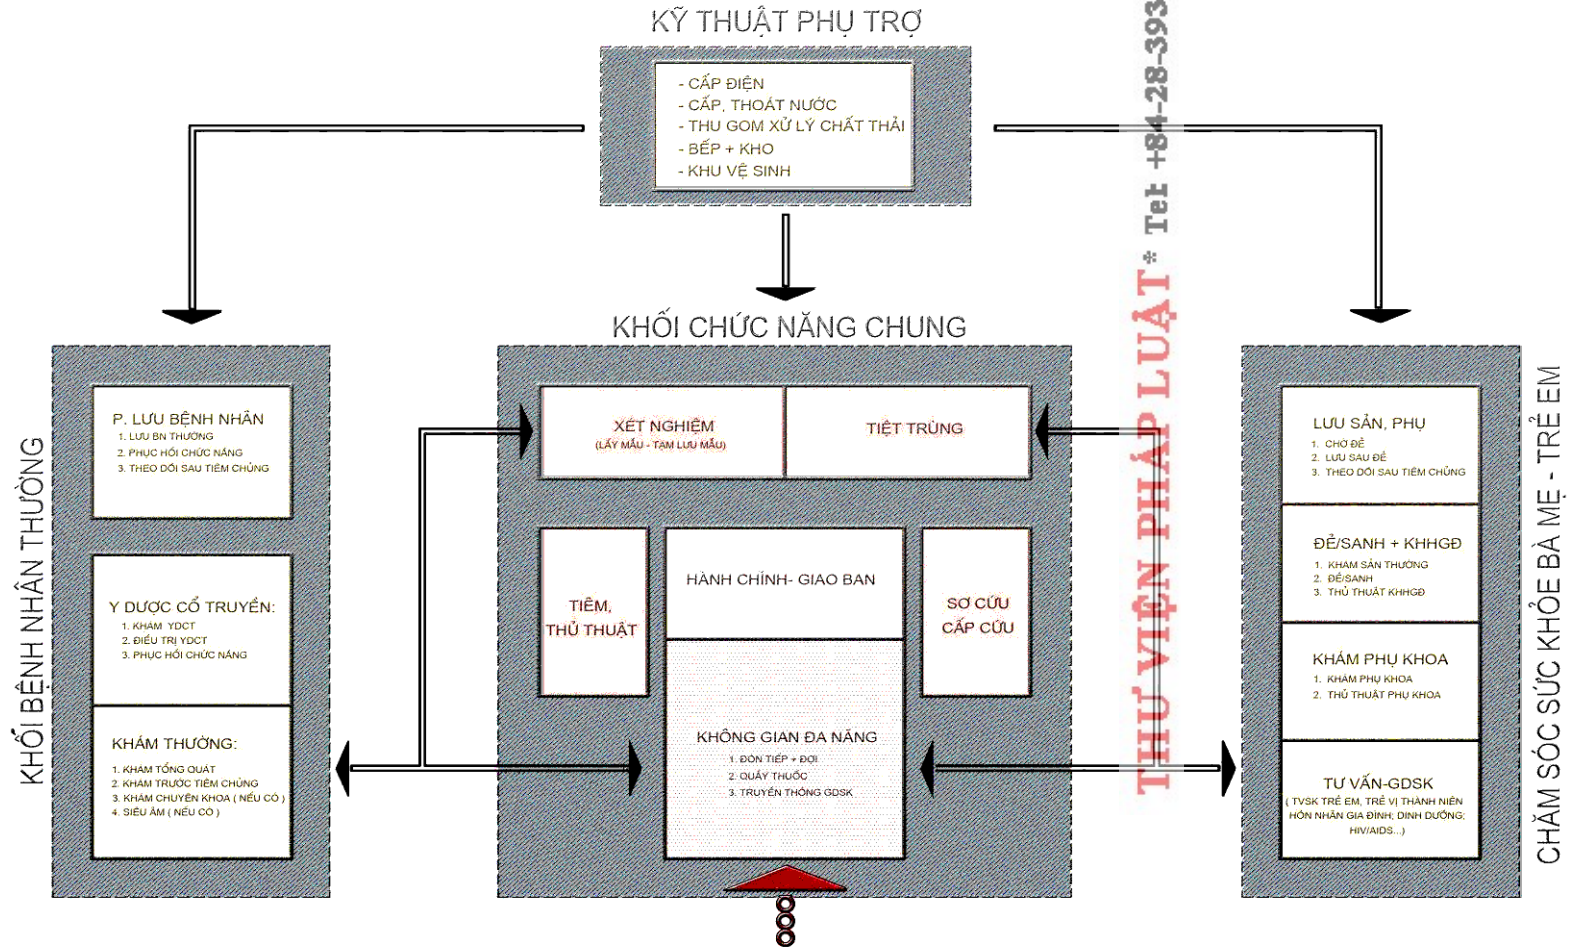 KỸ THUẬT PHỤ TRỢ
- CẤP ĐIỆN
- CẤP, THOÁT NƯỚC
- THU GOM XỬ LÝ CHẤT THẢI
- BẾP + KHO
- KHU VỆ SINH
KHỐI BỆNH NHÂN THƯỜNG
P. LƯU BỆNH NHÂN
1. LƯU BN THƯỜNG
2. PHỤC HỒI CHỨC NĂNG
3. THEO DÕI SAU TIÊM CHỦNG
Y DƯỢC CỔ TRUYỀN:
1. KHÁM YDCT
2. ĐIỀU TRỊ YDCT
3. PHỤC HỒI CHỨC NĂNG
KHÁM THƯỜNG:
1. KHÁM TỔNG QUÁT
2. KHÁM TRƯỚC TIÊM CHỦNG
3. KHÁM CHUYÊN KHOA ( NẾU CÓ )
4. SIÊU ÂM ( NẾU CÓ )
KHỐI CHỨC NĂNG CHUNG
XÉT NGHIỆM
(LẤY MẪU - TẠM LƯU MẪU)
TIỆT TRÙNG
TIÊM,
THỦ THUẬT
HÀNH CHÍNH- GIAO BAN
SƠ CỨU
CẤP CỨU
KHÔNG GIAN ĐA NĂNG
1. ĐÓN TIẾP + ĐỢI
2. QUẦY THUỐC
3. TRUYỀN THÔNG GDSK
THƯ VIỆN PHÁP LUẬT * Tel: +84-28-393
CHĂM SÓC SỨC KHỎE BÀ MẸ - TRẺ EM
LƯU SẢN, PHỤ
1. CHỜ ĐẺ
2. LƯU SAU ĐẺ
3. THEO DÕI SAU TIÊM CHỦNG
ĐẺ/SANH + KHHGĐ
1. KHÁM SẢN THƯỜNG
2. ĐẺ/SANH
3. THỦ THUẬT KHHGĐ
KHÁM PHỤ KHOA
1. KHÁM PHỤ KHOA
2. THỦ THUẬT PHỤ KHOA
TƯ VẤN-GDSK
( TVSK TRẺ EM, TRẺ VỊ THÀNH NIÊN
HÔN NHÂN GIA ĐÌNH; DINH DƯỠNG;
HIV/AIDS...)